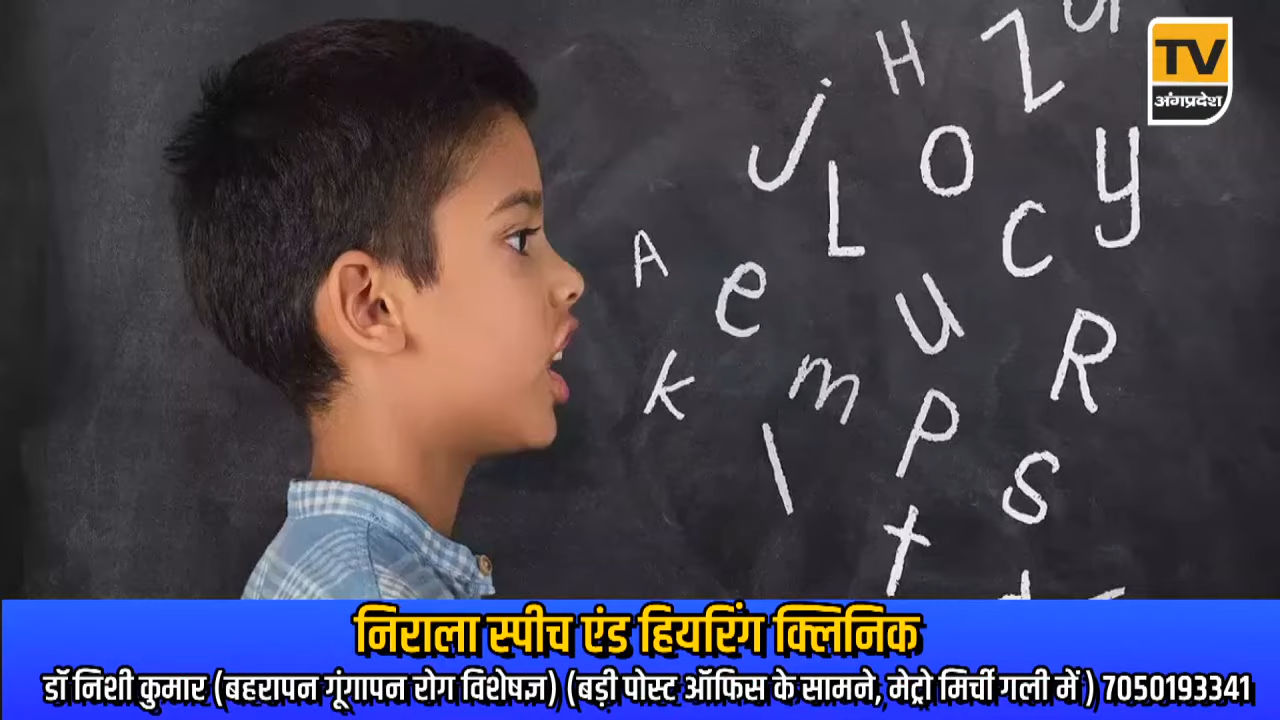 H Z
TV
अंगप्रदेश
j o y
L c
A e u
R
k m
P
l s
t
निराला स्पीच एंड हियरिंग क्लिनिक
डॉ निशी कुमार (बहरापन गूंगापन रोग विशेषज्ञ) (बड़ी पोस्ट ऑफिस के सामने, मेट्रो मिर्ची गली में ) 7050193341